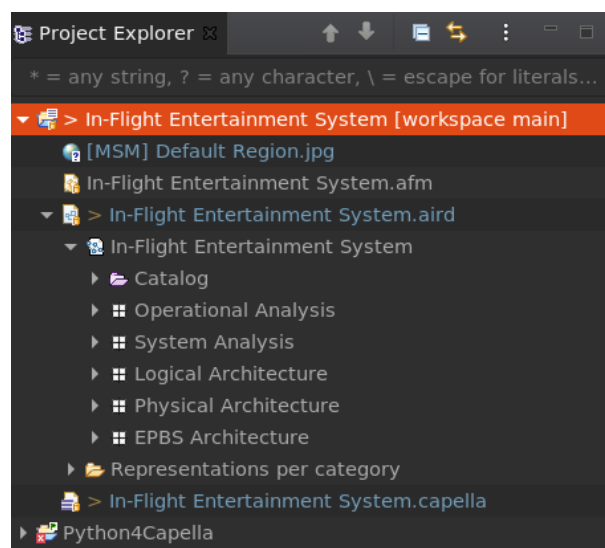 Project Explorer
* = any string, ? = any character, \ = escape for literals...
> In-Flight Entertainment System [workspace main]
[MSM] Default Region.jpg
In-Flight Entertainment System.afm
> In-Flight Entertainment System.aird
In-Flight Entertainment System
Catalog
Operational Analysis
System Analysis
Logical Architecture
Physical Architecture
EPBS Architecture
Representations per category
> In-Flight Entertainment System.capella
Python4Capella